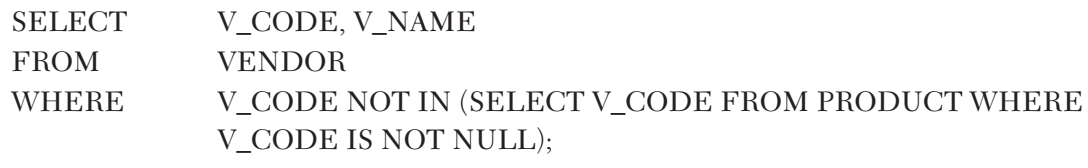 SELECT V_CODE, V_NAME
FROM VENDOR
WHERE V_CODE NOT IN (SELECT V_CODE FROM PRODUCT WHERE
V_CODE IS NOT NULL);